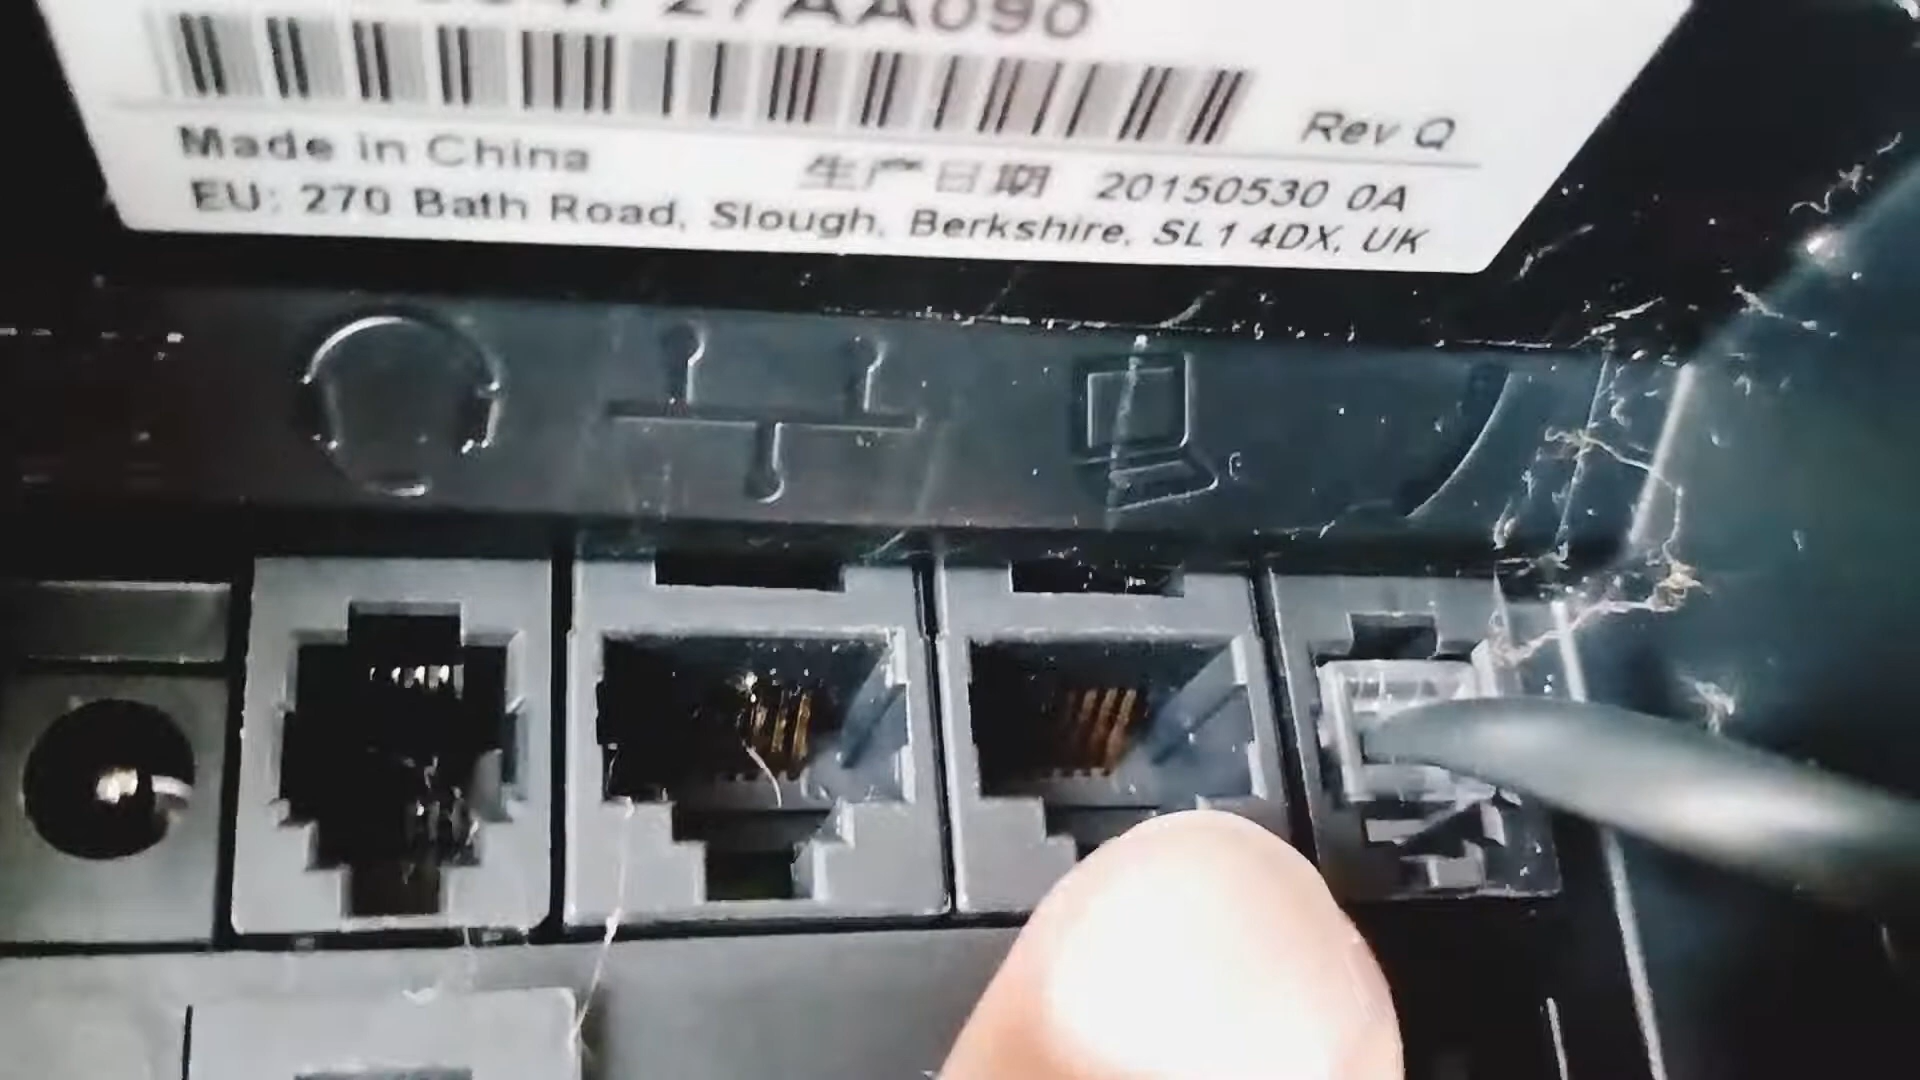 27AA090
Rev Q
Made in China
生产日期 20150530 0A
EU: 270 Bath Road, Slough, Berkshire, SL1 4DX, UK